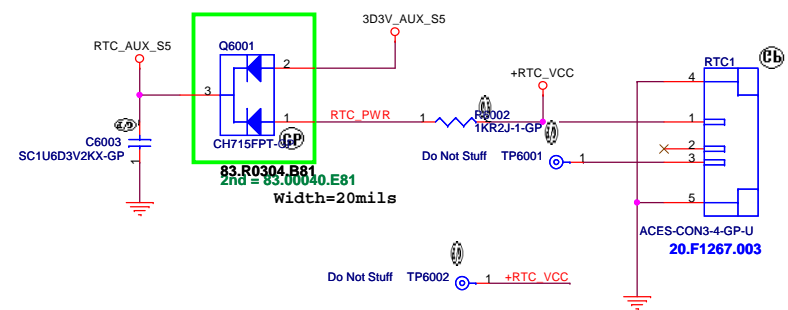 3D3V_AUX_S5
RTC_AUX_S5
Q6001
2
3
1
RTC_PWR
1
R6002
1KR2J-1-GP
+RTC_VCC
RTC1
4
1
2
3
5
C6003
SC1U6D3V2KX-GP
1
CH715FPT-GP
GP
83.R0304.B81
2nd = 83.00040.E81
Width=20mils
Do Not Stuff TP6001
1
ACES-CON3-4-GP-U
20.F1267.003
Do Not Stuff TP6002
1
+RTC_VCC